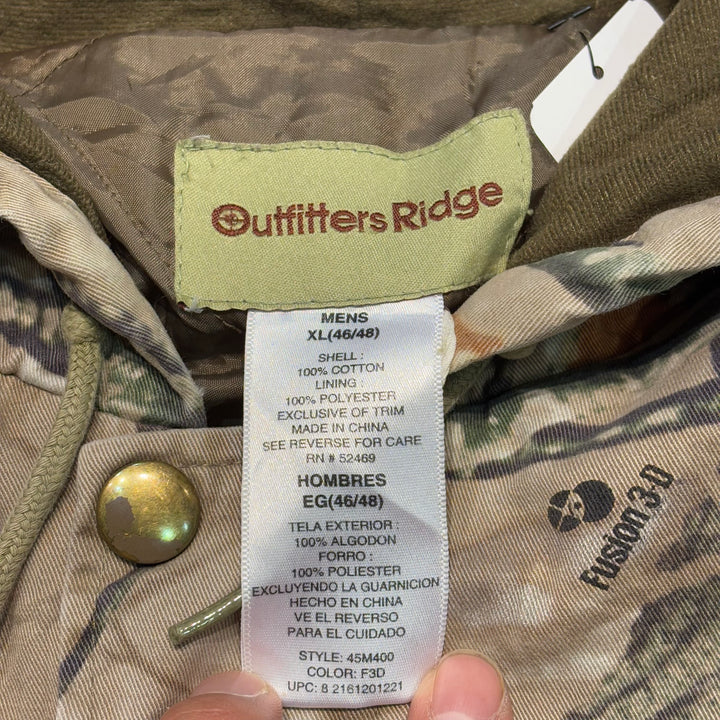 Outfitters Ridge
MENS
XL(46/48)
SHELL :
100% COTTON
LINING :
100% POLYESTER
EXCLUSIVE OF TRIM
MADE IN CHINA
SEE REVERSE FOR CARE
RN # 52469
HOMBRES
EG(46/48)
TELA EXTERIOR :
100% ALGODON
FORRO :
100% POLIESTER
EXCLUYENDO LA GUARNICION
HECHO EN CHINA
VE EL REVERSO
PARA EL CUIDADO
STYLE: 45M400
COLOR: F3D
UPC: 8 2161201221
Fusion 3-D